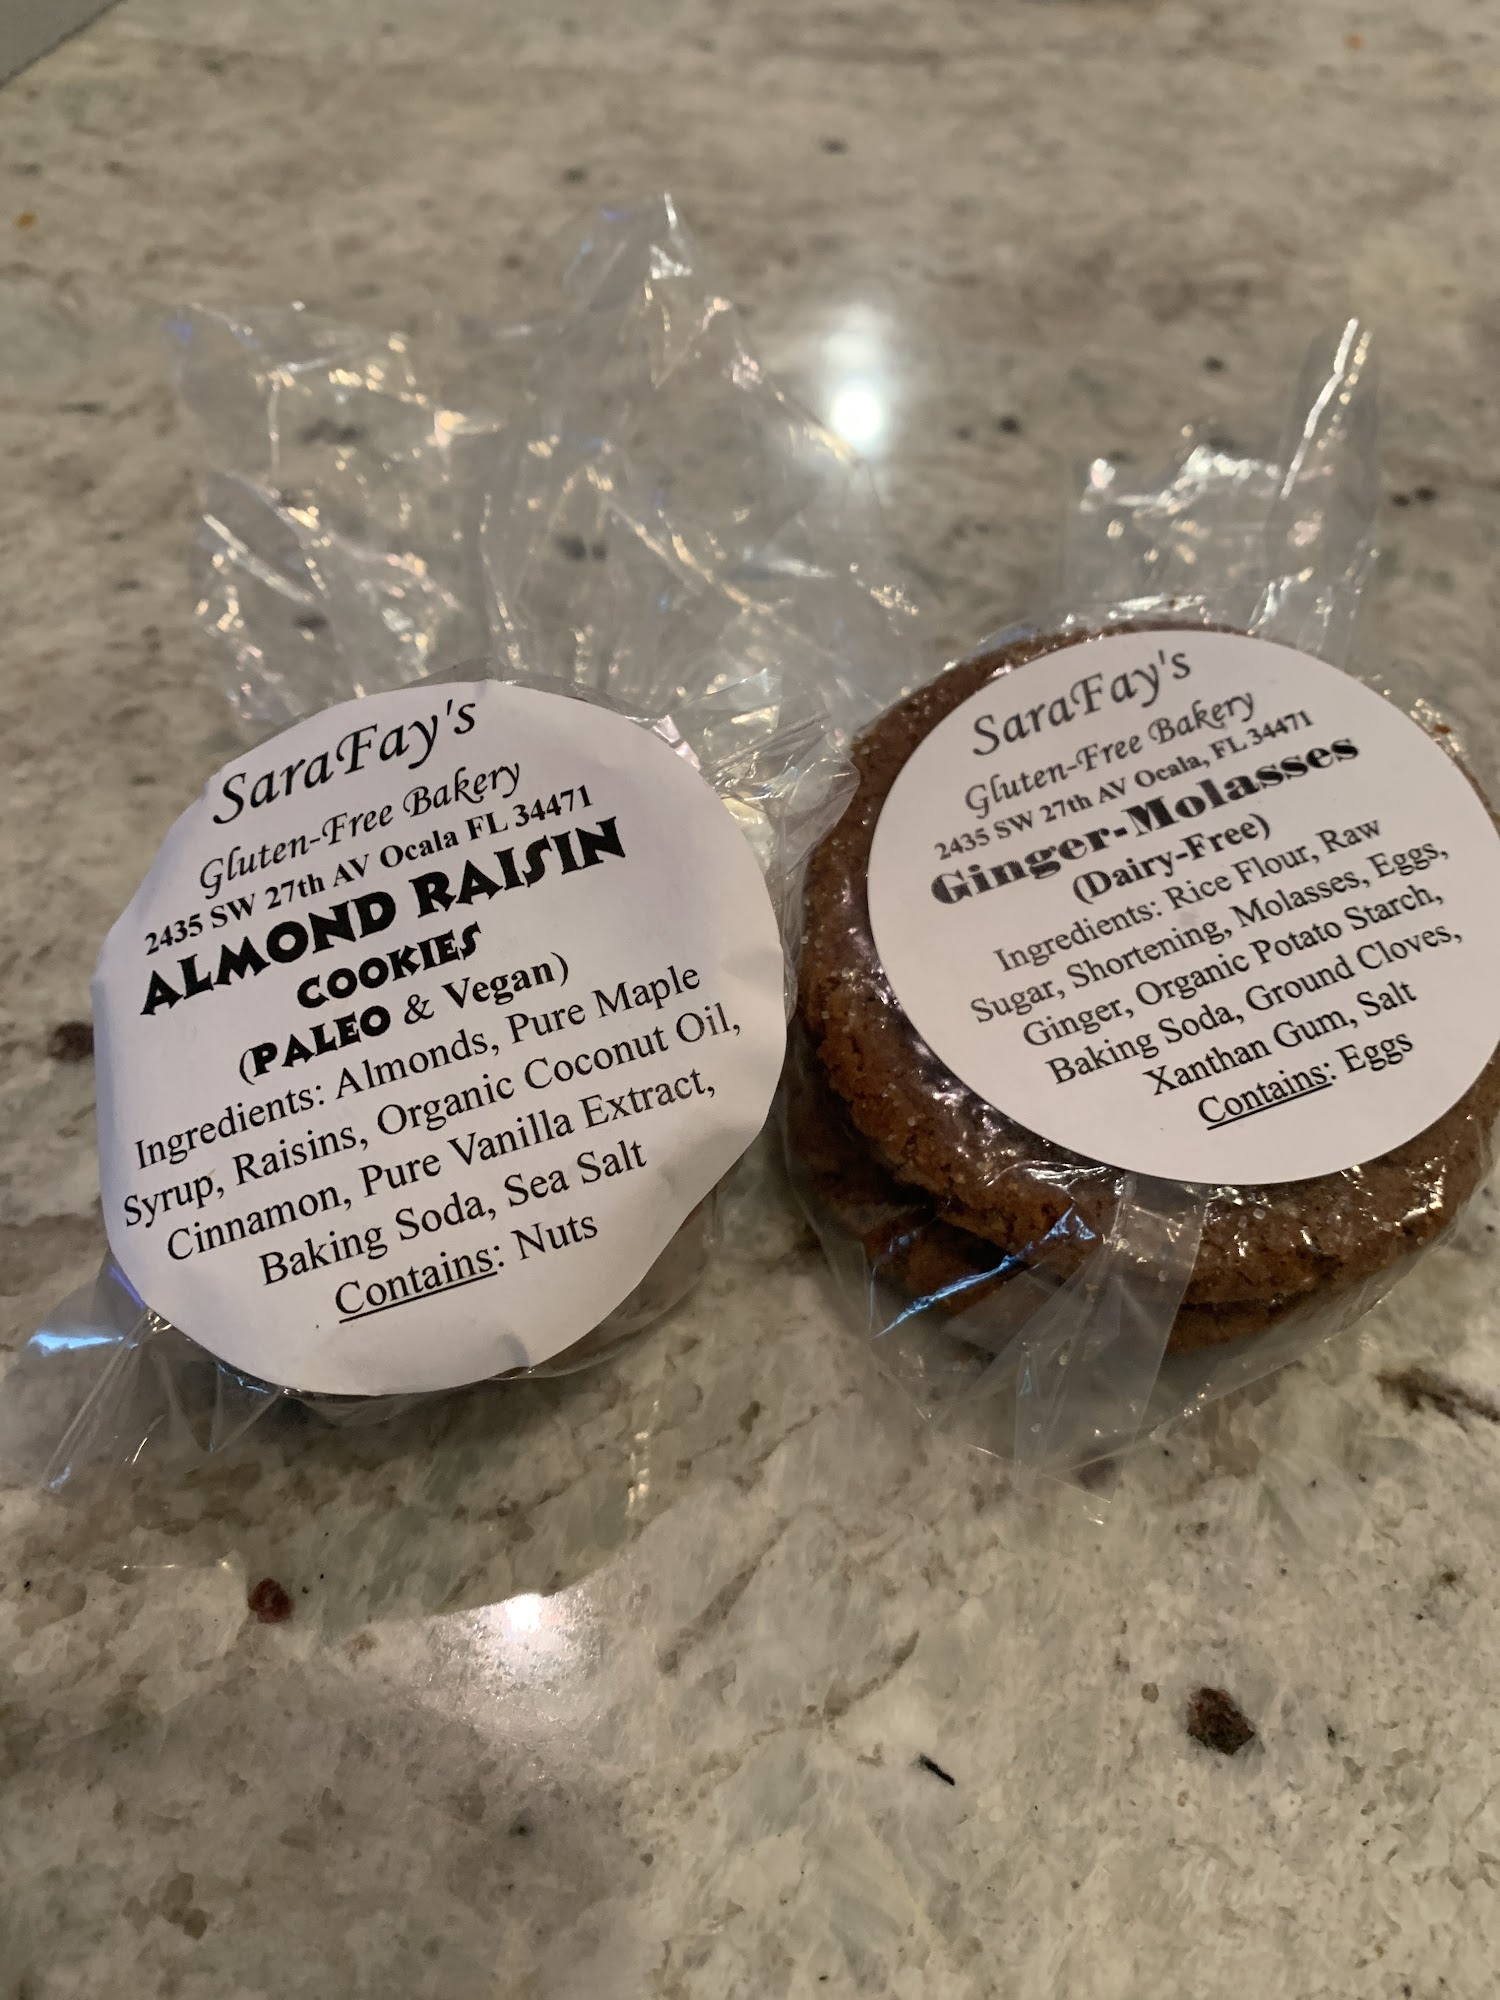 SaraFay's
Gluten-Free Bakery
2435 SW 27th AV Ocala FL 34471
ALMOND RAISIN
COOKIES
(PALEO & Vegan)
Ingredients: Almonds, Pure Maple
Syrup, Raisins, Organic Coconut Oil,
Cinnamon, Pure Vanilla Extract,
Baking Soda, Sea Salt
Contains: Nuts
SaraFay's
Gluten-Free Bakery
2435 SW 27th AV Ocala, FL 34471
Ginger-Molasses
(Dairy-Free)
Ingredients: Rice Flour, Raw
Sugar, Shortening, Molasses, Eggs,
Ginger, Organic Potato Starch,
Baking Soda, Ground Cloves,
Xanthan Gum, Salt
Contains: Eggs